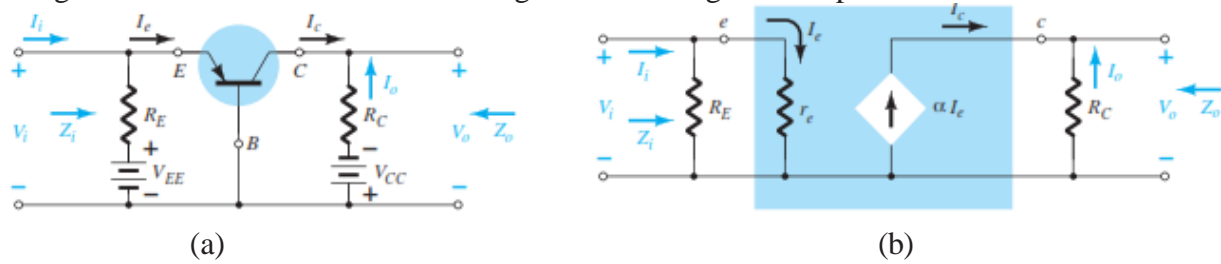 Ii Ie Ic
+ E C +
Io
RE RC
Vi Zi B Vo Zo
+ −
VEE VCC
− − + −
(a)
Ic
e Ie c
+ Ii Io +
Vi RE re α Ie RC Vo Zo
Zi
− −
(b)